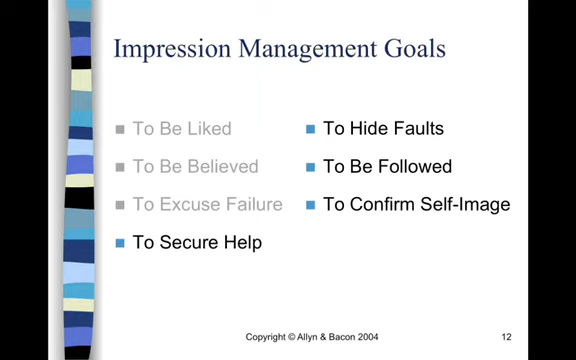 Impression Management Goals
To Be Liked
To Be Believed
To Excuse Failure
To Secure Help
To Hide Faults
To Be Followed
To Confirm Self-Image
Copyright © Allyn & Bacon 2004
12